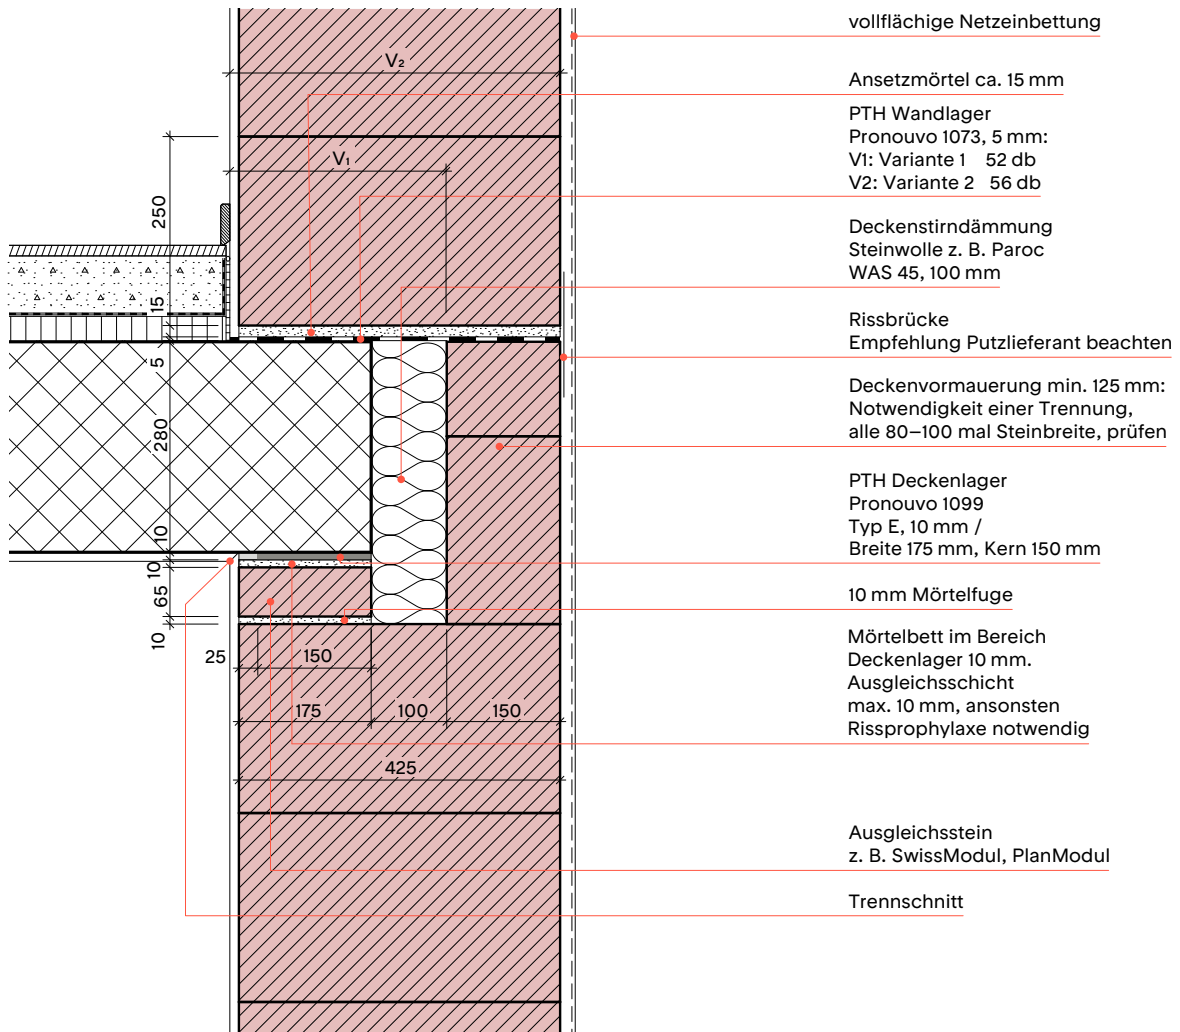 vollflächige Netzeinbettung
Ansetzmörtel ca. 15 mm
PTH Wandlager
Pronouvo 1073, 5 mm:
V1: Variante 1 52 db
V2: Variante 2 56 db
Deckenstirndämmung
Steinwolle z. B. Paroc
WAS 45, 100 mm
Rissbrücke
Empfehlung Putzlieferant beachten
Deckenvormauerung min. 125 mm:
Notwendigkeit einer Trennung,
alle 80–100 mal Steinbreite, prüfen
PTH Deckenlager
Pronouvo 1099
Typ E, 10 mm /
Breite 175 mm, Kern 150 mm
10 mm Mörtelfuge
Mörtelbett im Bereich
Deckenlager 10 mm.
Ausgleichsschicht
max. 10 mm, ansonsten
Rissprophylaxe notwendig
Ausgleichsstein
z. B. SwissModul, PlanModul
Trennschnitt
V₂
V₁
250
15
5
280
10
10
65
10
25
150
175
100
150
425